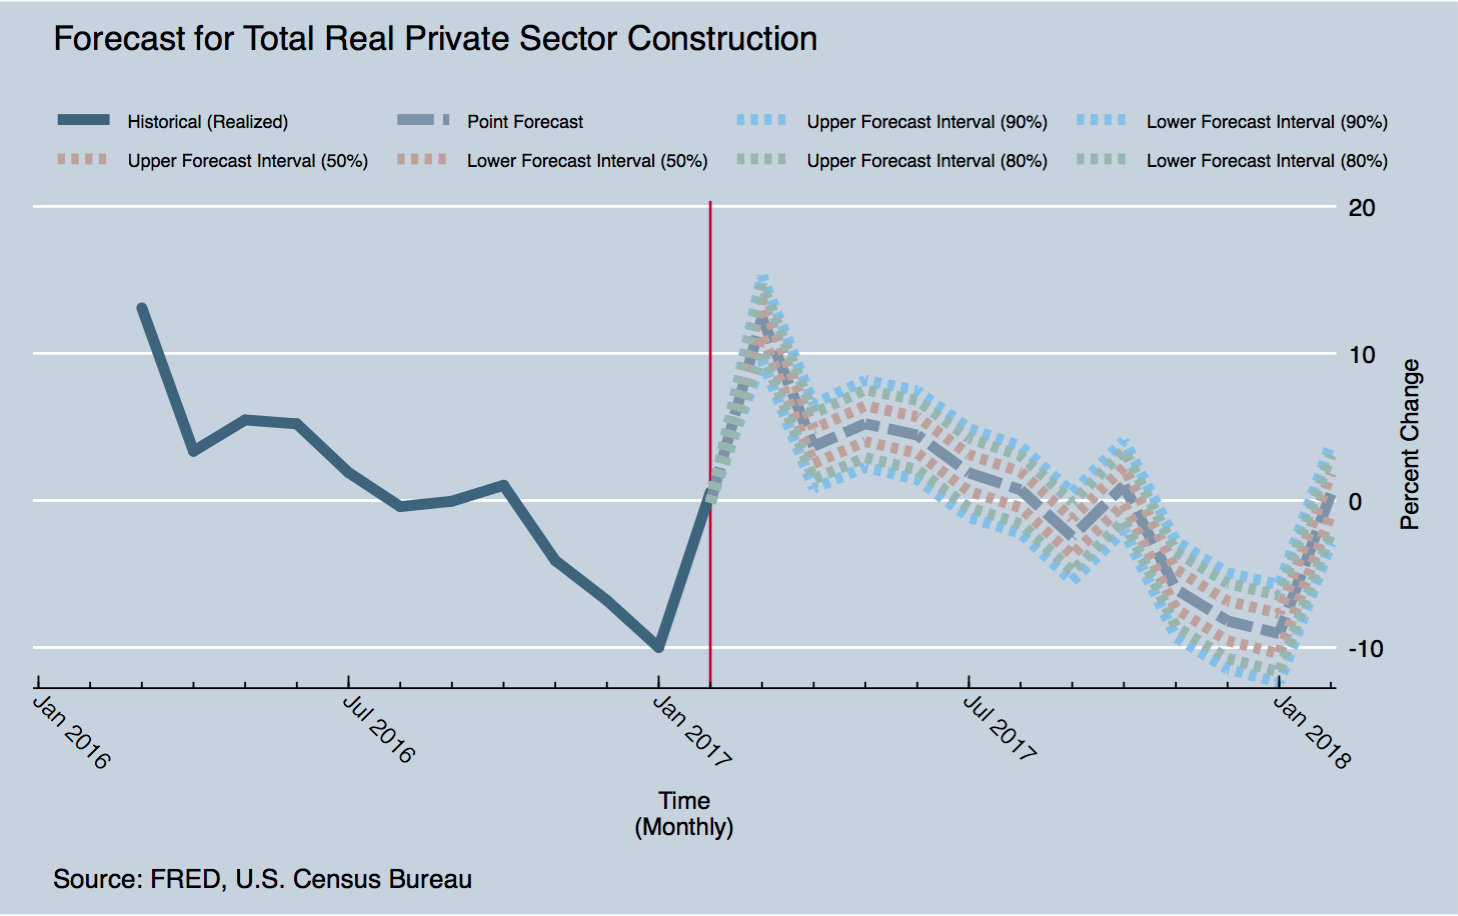 Forecast for Total Real Private Sector Construction
Historical (Realized) Point Forecast Upper Forecast Interval (90%) Lower Forecast Interval (90%)
Upper Forecast Interval (50%) Lower Forecast Interval (50%) Upper Forecast Interval (80%) Lower Forecast Interval (80%)
20
10
0
-10
Percent Change
Jan 2016 Jul 2016 Jan 2017 Jul 2017 Jan 2018
Time
(Monthly)
Source: FRED, U.S. Census Bureau